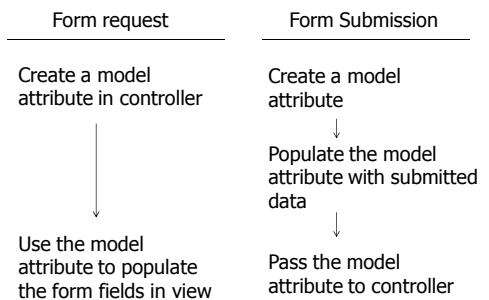 Form request
Create a model
attribute in controller
Use the model
attribute to populate
the form fields in view
Form Submission
Create a model
attribute
Populate the model
attribute with submitted
data
Pass the model
attribute to controller